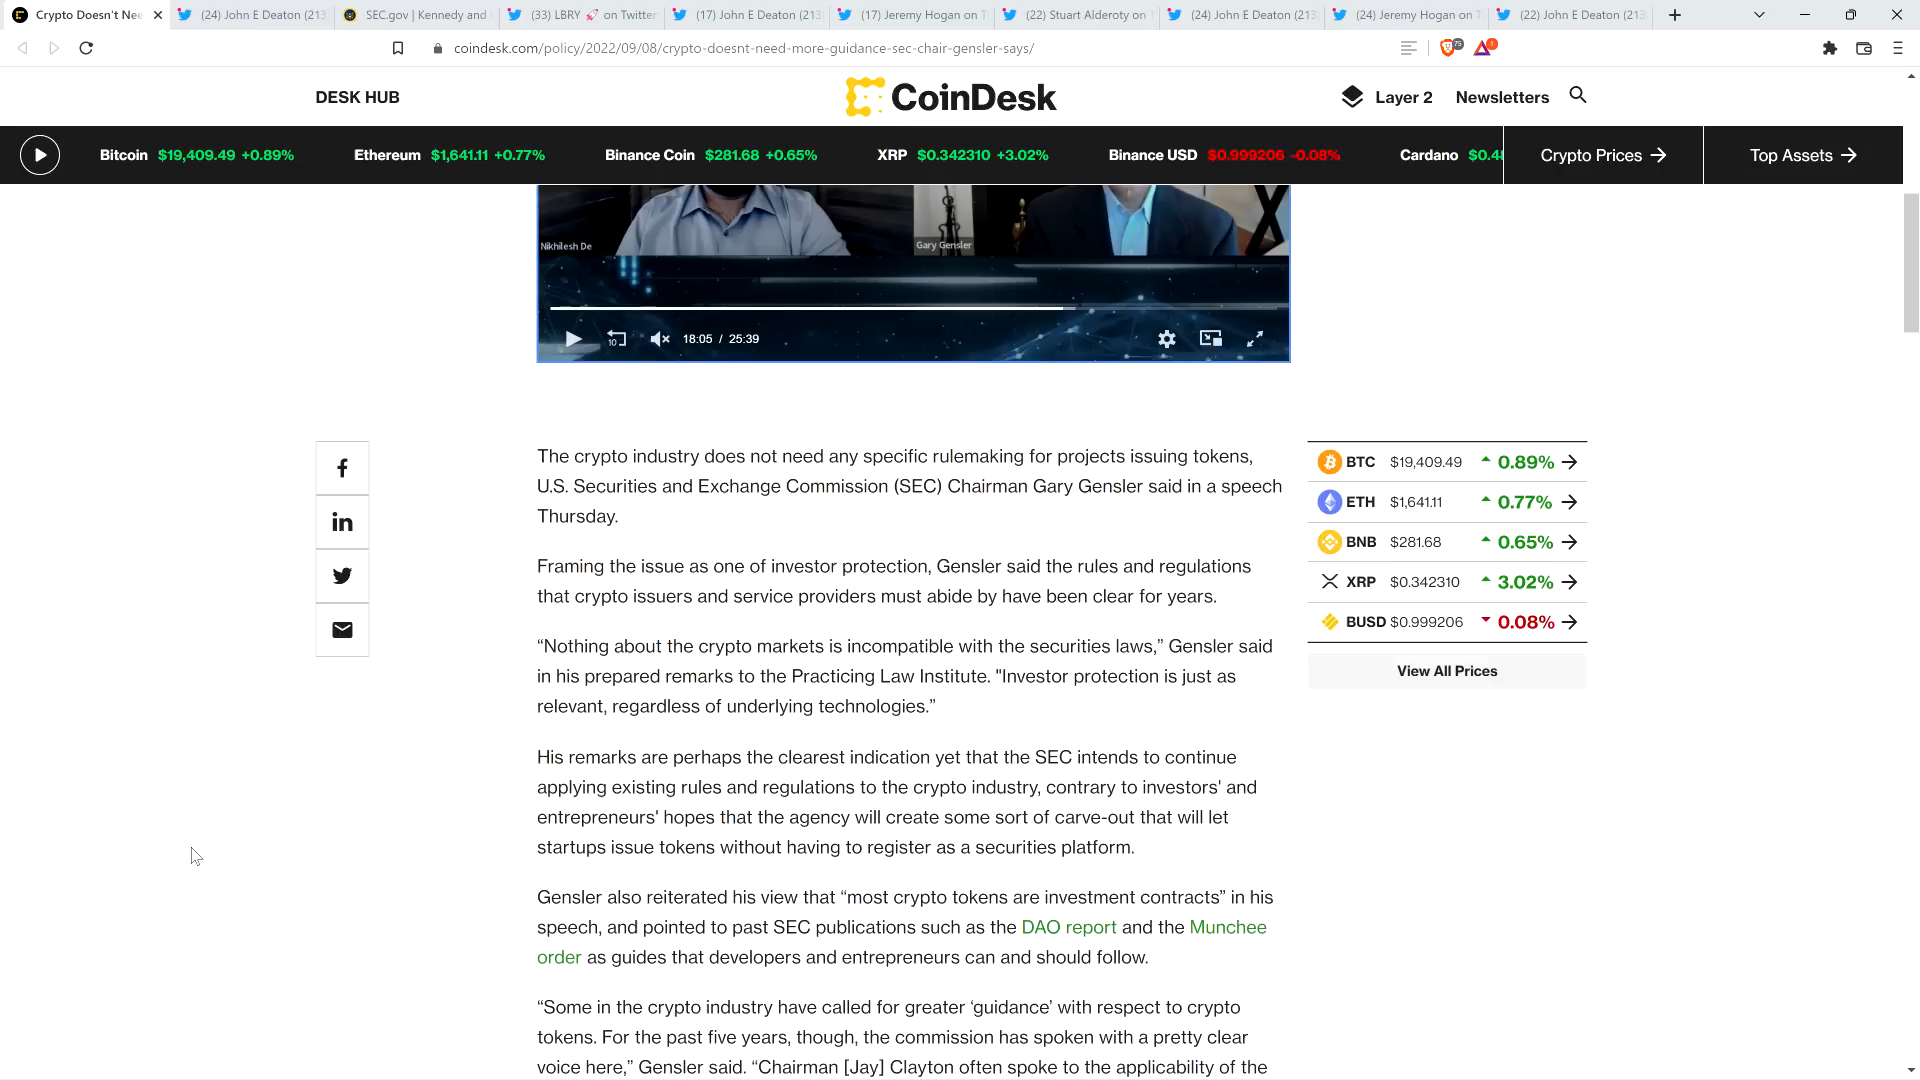 Crypto Doesn't Nee
(24) John E Deaton (213
SEC.gov | Kennedy and
(33) LBRY 🚀 on Twitter
(17) John E Deaton (213
(17) Jeremy Hogan on T
(22) Stuart Alderoty on
(24) John E Deaton (213
(24) Jeremy Hogan on T
(22) John E Deaton (213
coindesk.com/policy/2022/09/08/crypto-doesnt-need-more-guidance-sec-chair-gensler-says/
75
1
DESK HUB
CoinDesk
Layer 2
Newsletters
Bitcoin $19,409.49 +0.89%
Ethereum $1,641.11 +0.77%
Binance Coin $281.68 +0.65%
XRP $0.342310 +3.02%
Binance USD $0.999206 -0.08%
Cardano $0.48
Crypto Prices →
Top Assets →
Nikhilesh De
Gary Gensler
10
18:05 / 25:39
The crypto industry does not need any specific rulemaking for projects issuing tokens,
U.S. Securities and Exchange Commission (SEC) Chairman Gary Gensler said in a speech
Thursday.
Framing the issue as one of investor protection, Gensler said the rules and regulations
that crypto issuers and service providers must abide by have been clear for years.
“Nothing about the crypto markets is incompatible with the securities laws,” Gensler said
in his prepared remarks to the Practicing Law Institute. "Investor protection is just as
relevant, regardless of underlying technologies.”
His remarks are perhaps the clearest indication yet that the SEC intends to continue
applying existing rules and regulations to the crypto industry, contrary to investors' and
entrepreneurs' hopes that the agency will create some sort of carve-out that will let
startups issue tokens without having to register as a securities platform.
Gensler also reiterated his view that “most crypto tokens are investment contracts” in his
speech, and pointed to past SEC publications such as the DAO report and the Munchee
order as guides that developers and entrepreneurs can and should follow.
“Some in the crypto industry have called for greater ‘guidance’ with respect to crypto
tokens. For the past five years, though, the commission has spoken with a pretty clear
voice here,” Gensler said. “Chairman [Jay] Clayton often spoke to the applicability of the
BTC $19,409.49 0.89% →
ETH $1,641.11 0.77% →
BNB $281.68 0.65% →
XRP $0.342310 3.02% →
BUSD $0.999206 0.08% →
View All Prices